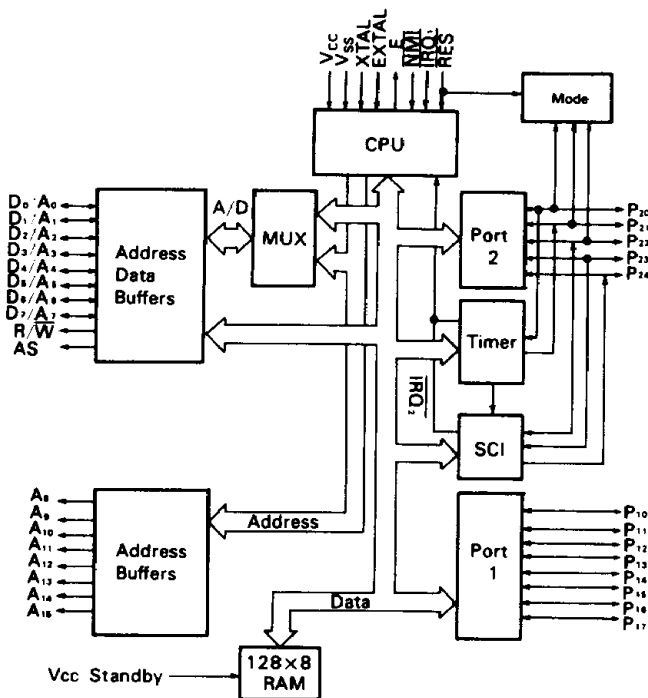 VCC
VSS
XTAL
EXTAL
E
NMI
IRQ₁
RES
Mode
CPU
D₀/A₀
D₁/A₁
D₂/A₂
D₃/A₃
D₄/A₄
D₅/A₅
D₆/A₆
D₇/A₇
R/W̅
AS
Address
Data
Buffers
A/D
MUX
Port
2
P₂₀
P₂₁
P₂₂
P₂₃
P₂₄
Timer
IRQ₂
SCI
A₈
A₉
A₁₀
A₁₁
A₁₂
A₁₃
A₁₄
A₁₅
Address
Buffers
Address
Port
1
P₁₀
P₁₁
P₁₂
P₁₃
P₁₄
P₁₅
P₁₆
P₁₇
Data
Vcc Standby
128×8
RAM